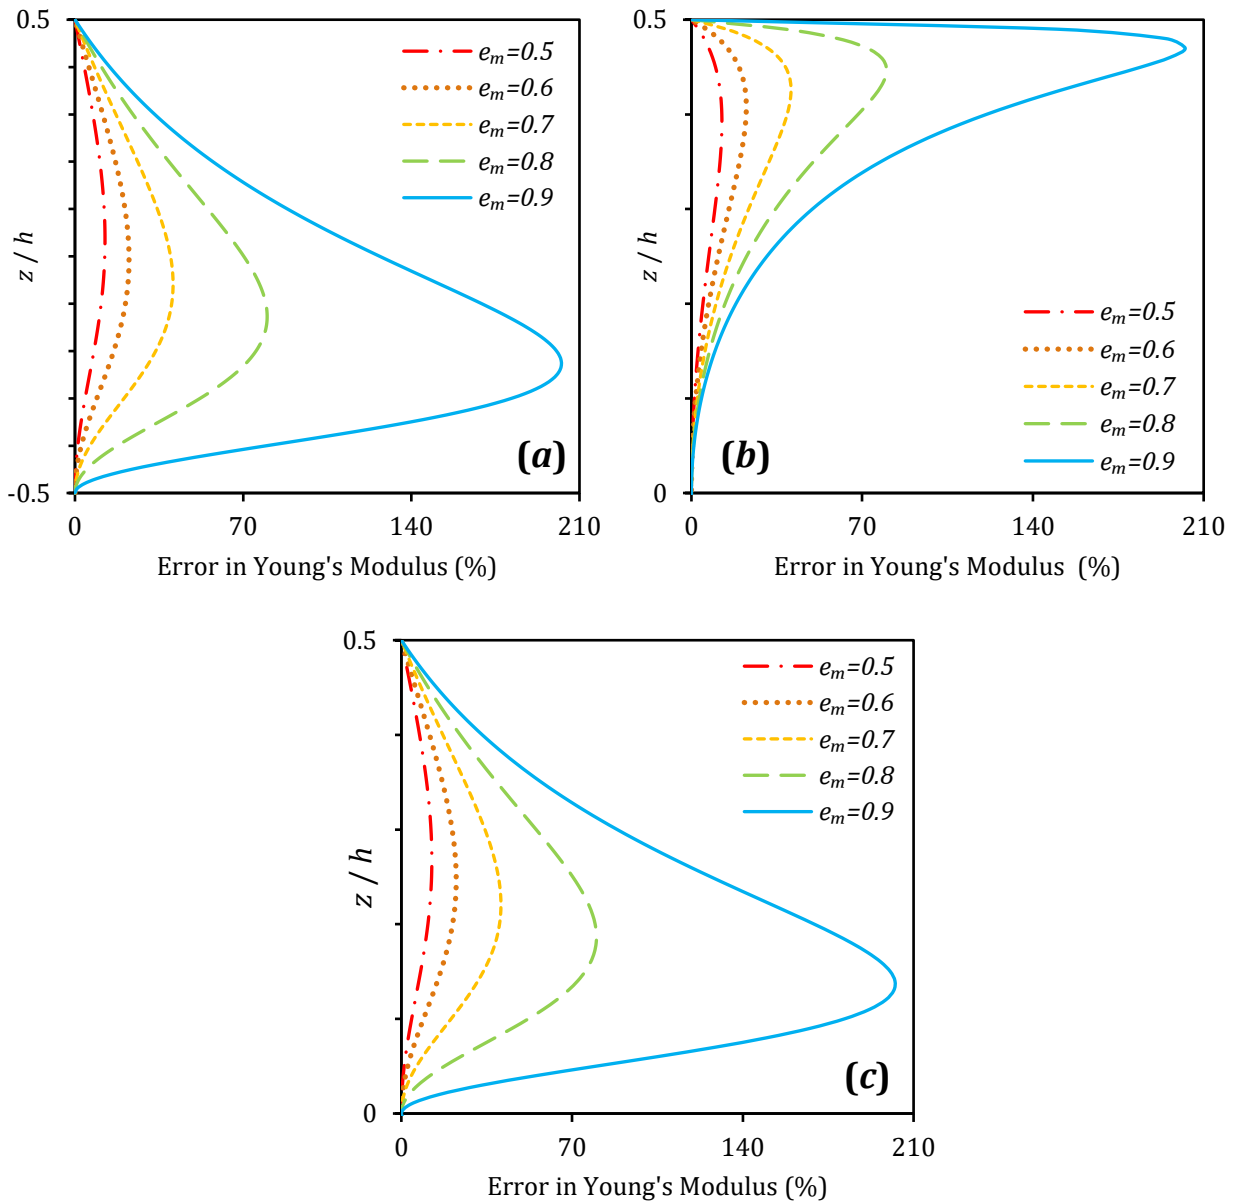 0.5
z / h
-0.5
0
70
140
210
Error in Young's Modulus (%)
e_m=0.5
e_m=0.6
e_m=0.7
e_m=0.8
e_m=0.9
(a)
0.5
z / h
0
0
70
140
210
Error in Young's Modulus (%)
e_m=0.5
e_m=0.6
e_m=0.7
e_m=0.8
e_m=0.9
(b)
0.5
z / h
0
0
70
140
210
Error in Young's Modulus (%)
e_m=0.5
e_m=0.6
e_m=0.7
e_m=0.8
e_m=0.9
(c)